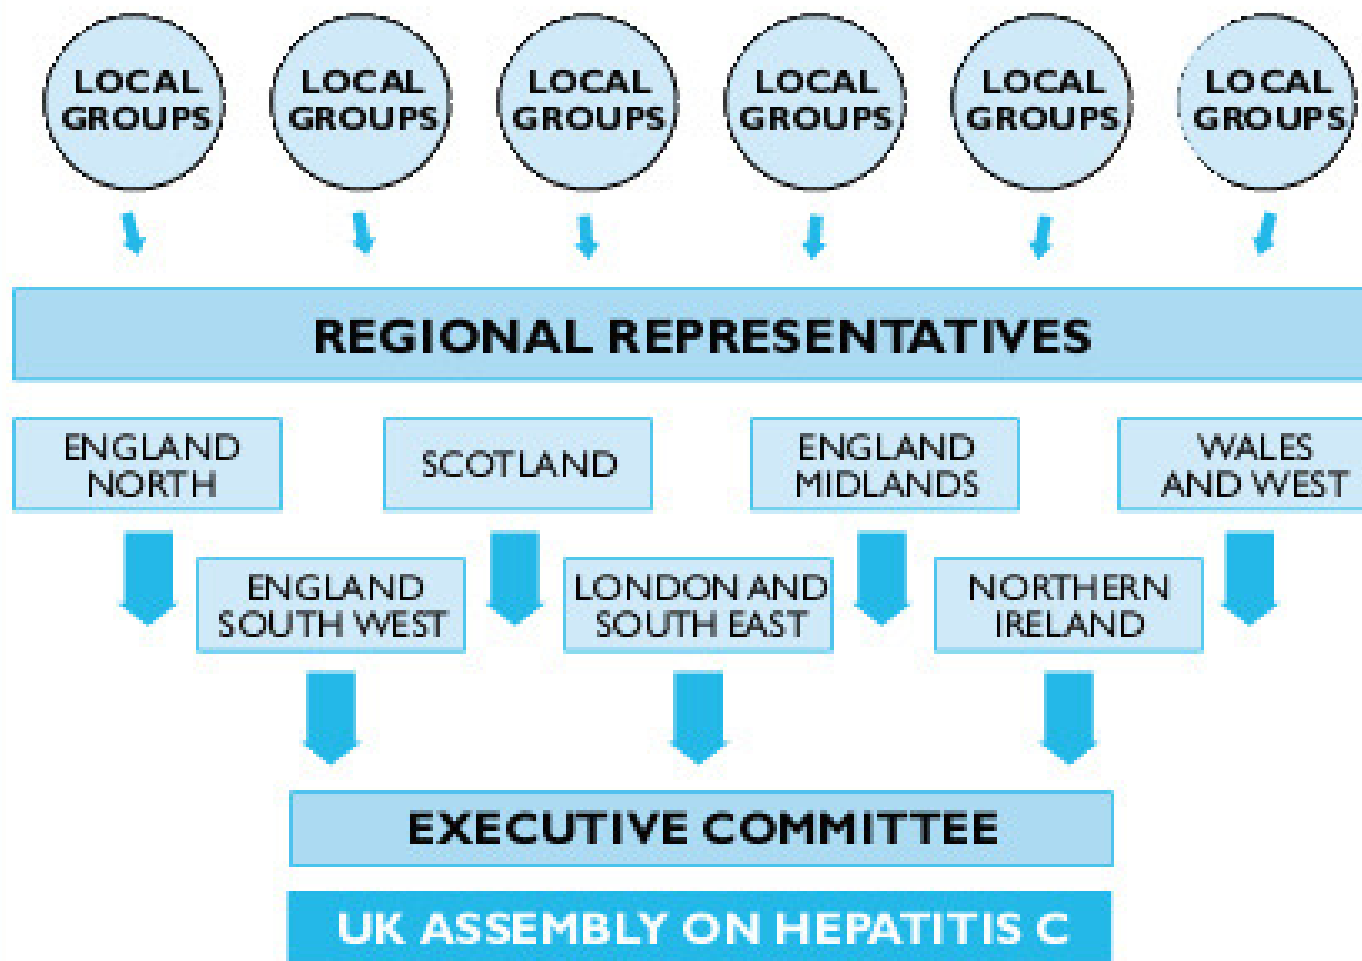 LOCAL
GROUPS
LOCAL
GROUPS
LOCAL
GROUPS
LOCAL
GROUPS
LOCAL
GROUPS
LOCAL
GROUPS
REGIONAL REPRESENTATIVES
ENGLAND
NORTH
SCOTLAND
ENGLAND
MIDLANDS
WALES
AND WEST
ENGLAND
SOUTH WEST
LONDON AND
SOUTH EAST
NORTHERN
IRELAND
EXECUTIVE COMMITTEE
UK ASSEMBLY ON HEPATITIS C